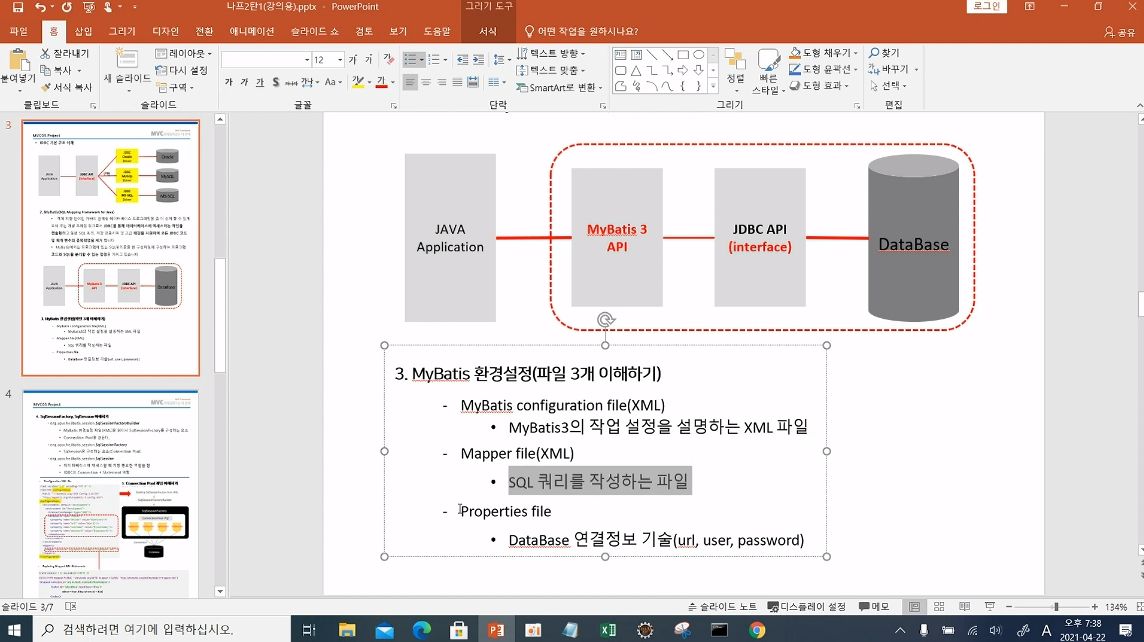 나프2탄1(강의용).pptx - PowerPoint
그리기 도구
로그인
파일 홈 삽입 그리기 디자인 전환 애니메이션 슬라이드 쇼 검토 보기 도움말 서식 어떤 작업을 원하시나요?
공유
붙여넣기
잘라내기
복사
서식 복사
클립보드
새 슬라이드
레이아웃
다시 설정
구역
슬라이드
12
가 가 가 S
글꼴
텍스트 방향
텍스트 맞춤
SmartArt로 변환
단락
정렬
빠른 스타일
도형 채우기
도형 윤곽선
도형 효과
그리기
찾기
바꾸기
선택
편집
3
4
JAVA
Application
MyBatis 3
API
JDBC API
(interface)
DataBase
3. MyBatis 환경설정(파일 3개 이해하기)
- MyBatis configuration file(XML)
• MyBatis3의 작업 설정을 설명하는 XML 파일
- Mapper file(XML)
• SQL 쿼리를 작성하는 파일
- Properties file
• DataBase 연결정보 기술(url, user, password)
슬라이드 3/7
슬라이드 노트
디스플레이 설정
메모
134%
검색하려면 여기에 입력하십시오.
A
오후 7:38
2021-04-22